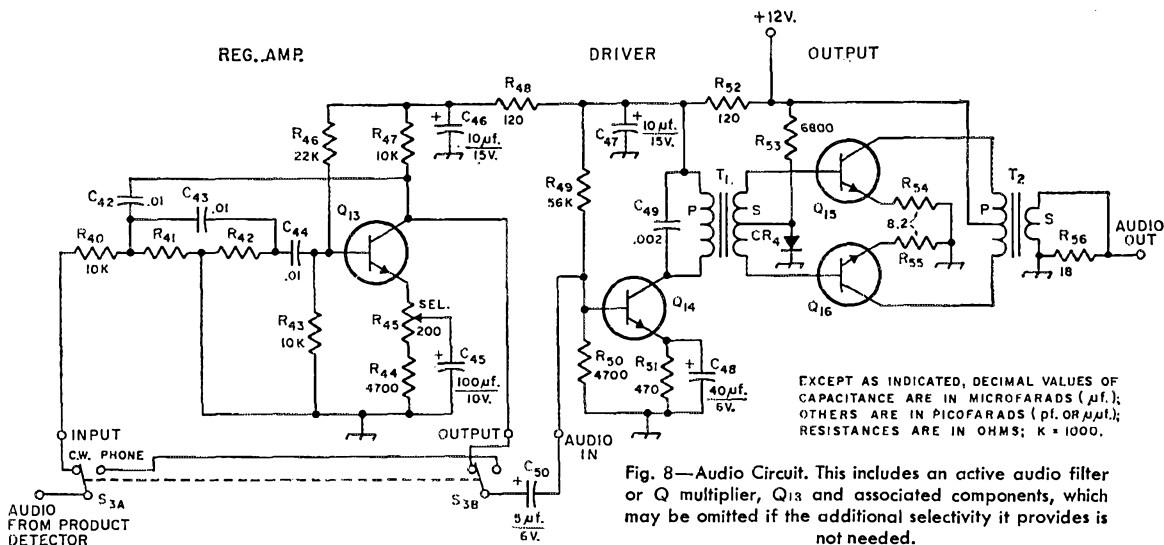 REG. AMP.
DRIVER
+12V.
OUTPUT
R48
120
R52
120
R46
22K
R47
10K
+ C46
10µf.
15V.
C47
+ 10µf.
15V.
R53
6800
C42
.01
C43
.01
Q13
R49
56K
C49
.002
P
T1
S
CR4
Q15
R54
8.2
R55
P
T2
S
R56
18
AUDIO
OUT
R40
10K
R41
R42
C44
.01
SEL.
R45
200
R43
10K
R44
4700
+ C45
100µf.
10V.
Q14
Q16
R50
4700
R51
470
+ C48
40µf.
6V.
INPUT
C.W.
PHONE
OUTPUT
AUDIO
IN
S3A
S3B
+ C50
5µf.
6V.
AUDIO
FROM PRODUCT
DETECTOR
EXCEPT AS INDICATED, DECIMAL VALUES OF
CAPACITANCE ARE IN MICROFARADS (µf.);
OTHERS ARE IN PICOFARADS (pf. OR µµf.);
RESISTANCES ARE IN OHMS; K = 1000.
Fig. 8—Audio Circuit. This includes an active audio filter
or Q multiplier, Q13 and associated components, which
may be omitted if the additional selectivity it provides is
not needed.